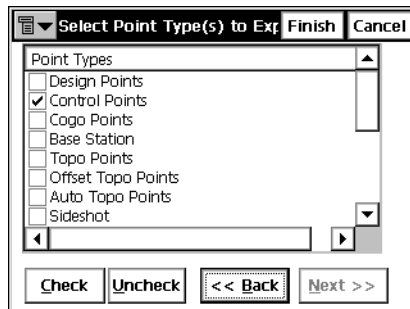 Select Point Type(s) to Exp Finish Cancel
Point Types
Design Points
Control Points
Cogo Points
Base Station
Topo Points
Offset Topo Points
Auto Topo Points
Sideshot
Check Uncheck << Back Next >>